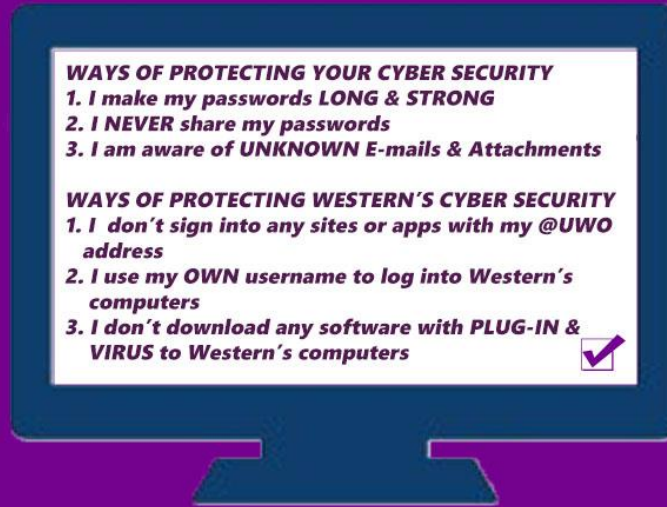 WAYS OF PROTECTING YOUR CYBER SECURITY
1. I make my passwords LONG & STRONG
2. I NEVER share my passwords
3. I am aware of UNKNOWN E-mails & Attachments
WAYS OF PROTECTING WESTERN'S CYBER SECURITY
1. I don't sign into any sites or apps with my @UWO
address
2. I use my OWN username to log into Western's
computers
3. I don't download any software with PLUG-IN &
VIRUS to Western's computers